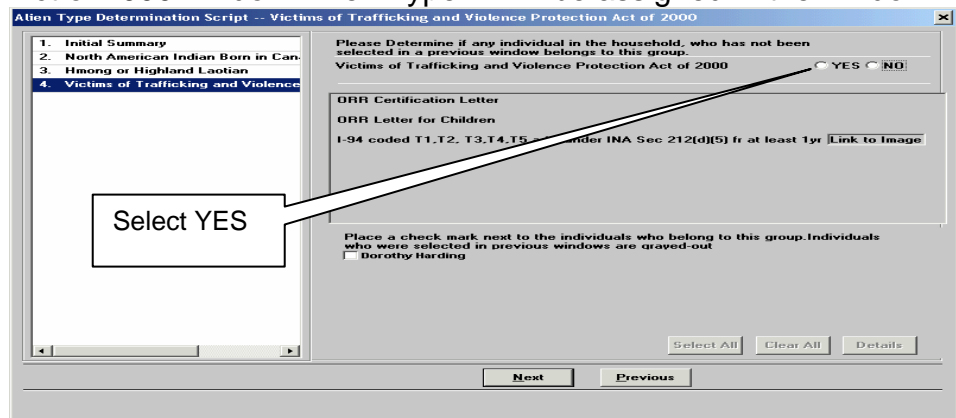 Alien Type Determination Script -- Victims of Trafficking and Violence Protection Act of 2000
1. Initial Summary
2. North American Indian Born in Can
3. Hmong or Highland Laotian
4. Victims of Trafficking and Violence
Please Determine if any individual in the household, who has not been
selected in a previous window belongs to this group.
Victims of Trafficking and Violence Protection Act of 2000 YES NO
ORR Certification Letter
ORR Letter for Children
I-94 coded T1,T2, T3,T4,T5 under INA Sec 212(d)(5) fr at least 1yr Link to Image
Select YES
Place a check mark next to the individuals who belong to this group.Individuals
who were selected in previous windows are grayed-out
Dorothy Harding
Select All Clear All Details
Next Previous